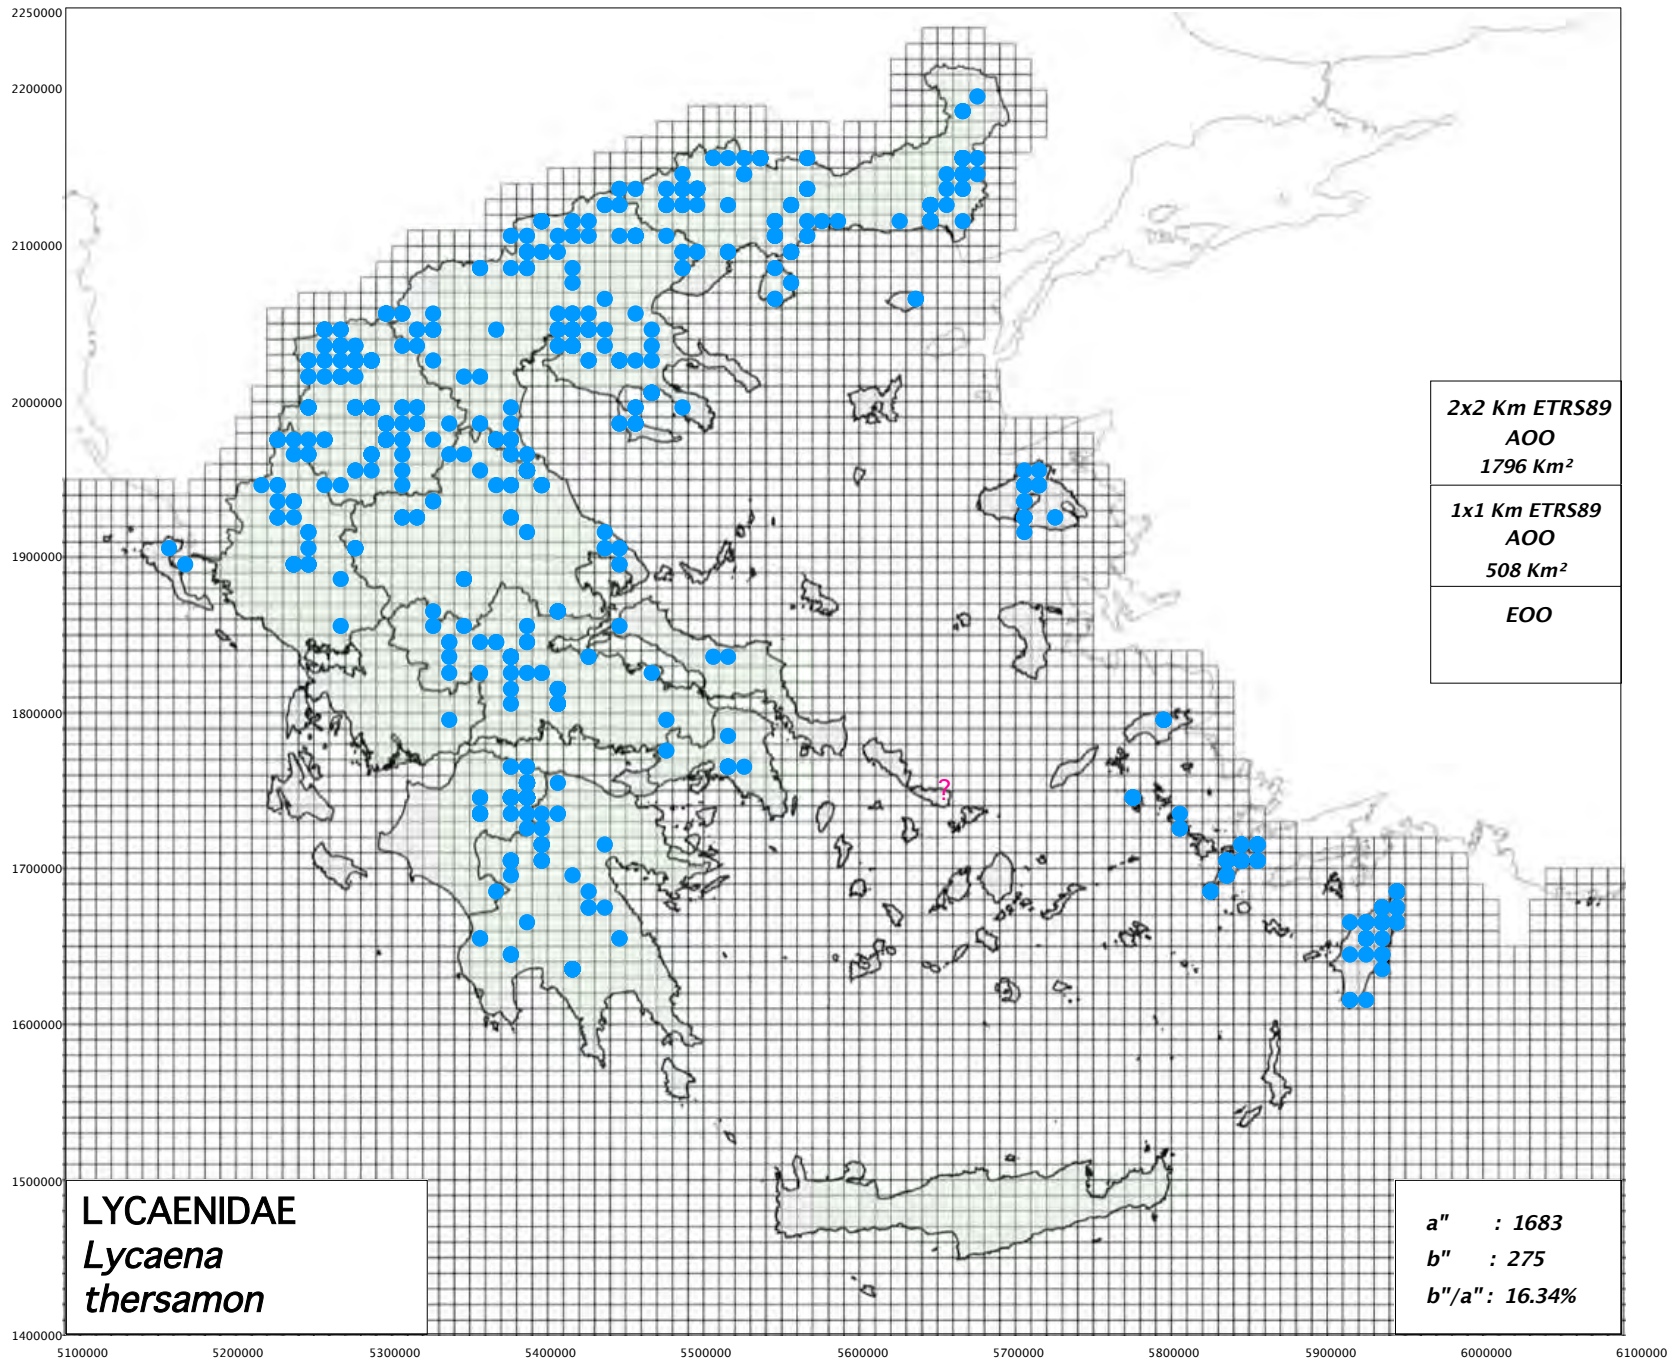 2250000
2200000
2100000
2000000
1900000
1800000
1700000
1600000
1500000
1400000
5100000 5200000 5300000 5400000 5500000 5600000 5700000 5800000 5900000 6000000 6100000
2x2 Km ETRS89
AOO
1796 Km²
1x1 Km ETRS89
AOO
508 Km²
EOO
?
LYCAENIDAE
Lycaena
thersamon
a" : 1683
b" : 275
b"/a" : 16.34%